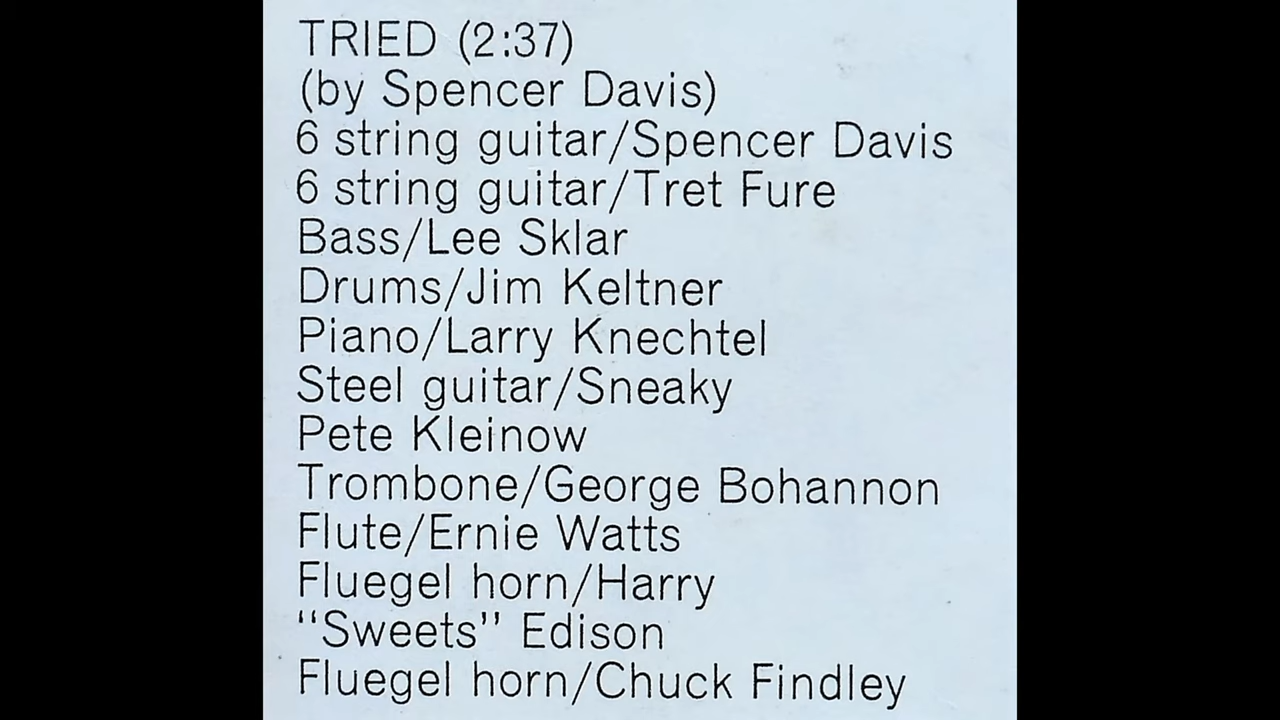 TRIED (2:37)
(by Spencer Davis)
6 string guitar/Spencer Davis
6 string guitar/Tret Fure
Bass/Lee Sklar
Drums/Jim Keltner
Piano/Larry Knechtel
Steel guitar/Sneaky
Pete Kleinow
Trombone/George Bohannon
Flute/Ernie Watts
Fluegel horn/Harry
"Sweets" Edison
Fluegel horn/Chuck Findley